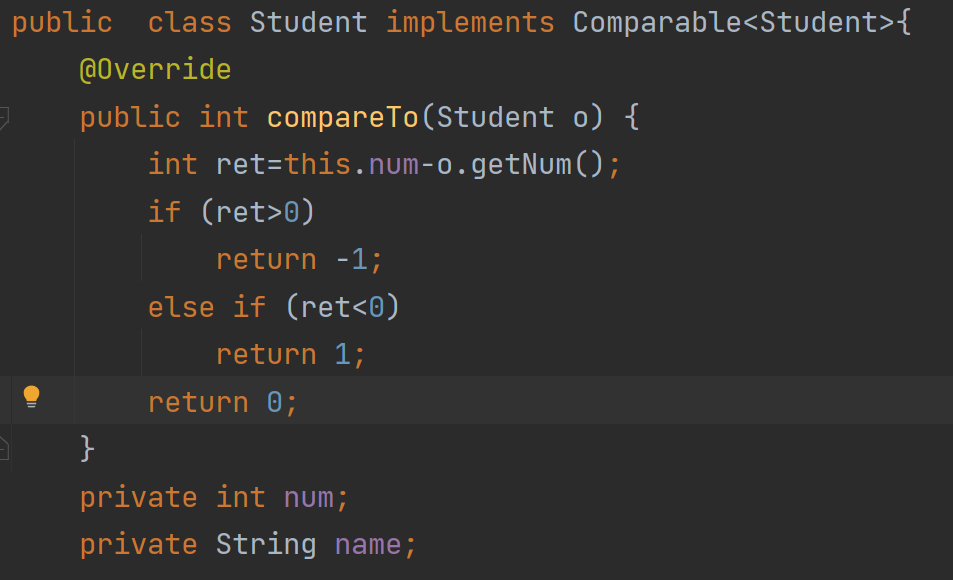 public  class Student implements Comparable<Student>{
    @Override
    public int compareTo(Student o) {
        int ret=this.num-o.getNum();
        if (ret>0)
            return -1;
        else if (ret<0)
            return 1;
        return 0;
    }
    private int num;
    private String name;